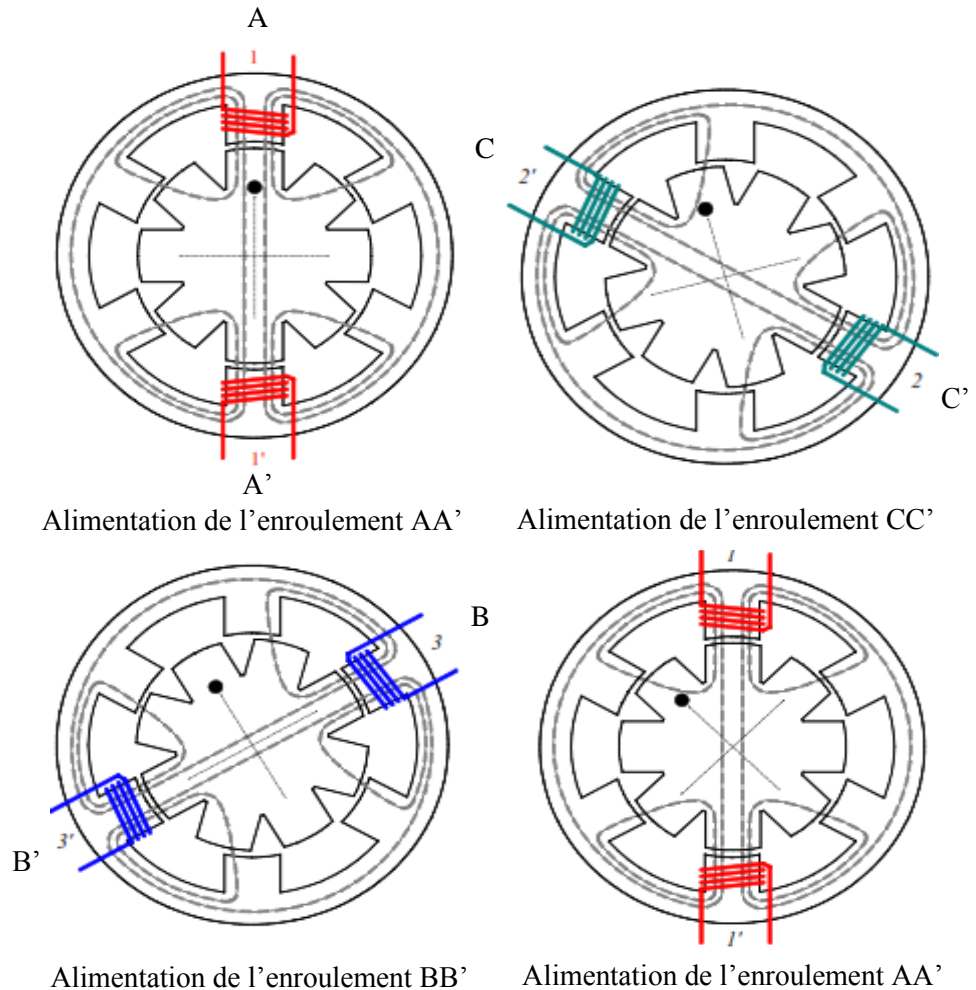 A
1
1'
A’
Alimentation de l’enroulement AA’
C
2'
2
C’
Alimentation de l’enroulement CC’
B
3
3'
B’
Alimentation de l’enroulement BB’
1
1'
Alimentation de l’enroulement AA’